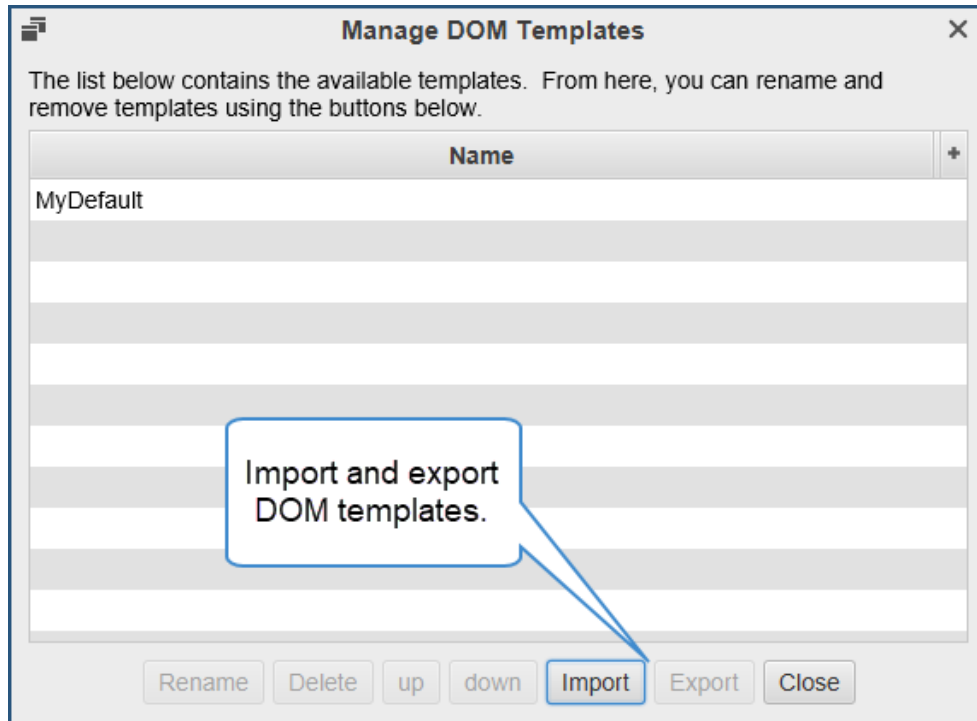 Manage DOM Templates
The list below contains the available templates.  From here, you can rename and
remove templates using the buttons below.
Name
MyDefault
Import and export
DOM templates.
Rename Delete up down Import Export Close